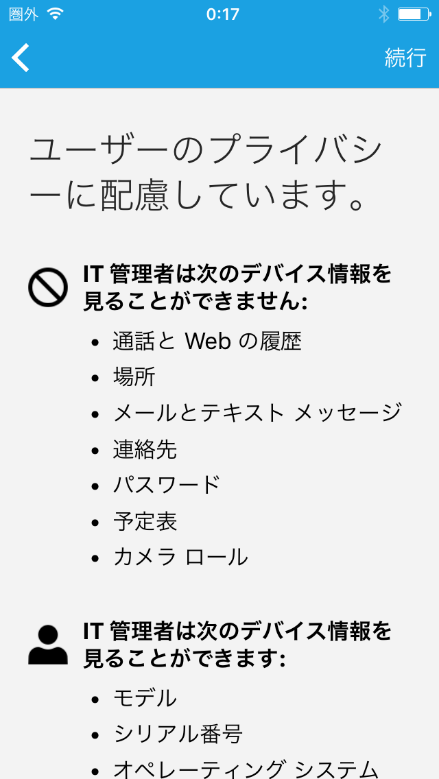 圏外 0:17
続行
ユーザーのプライバシ
ーに配慮しています。
IT 管理者は次のデバイス情報を
見ることができません:
• 通話と Web の履歴
• 場所
• メールとテキスト メッセージ
• 連絡先
• パスワード
• 予定表
• カメラ ロール
IT 管理者は次のデバイス情報を
見ることができます:
• モデル
• シリアル番号
• オペレーティング システム